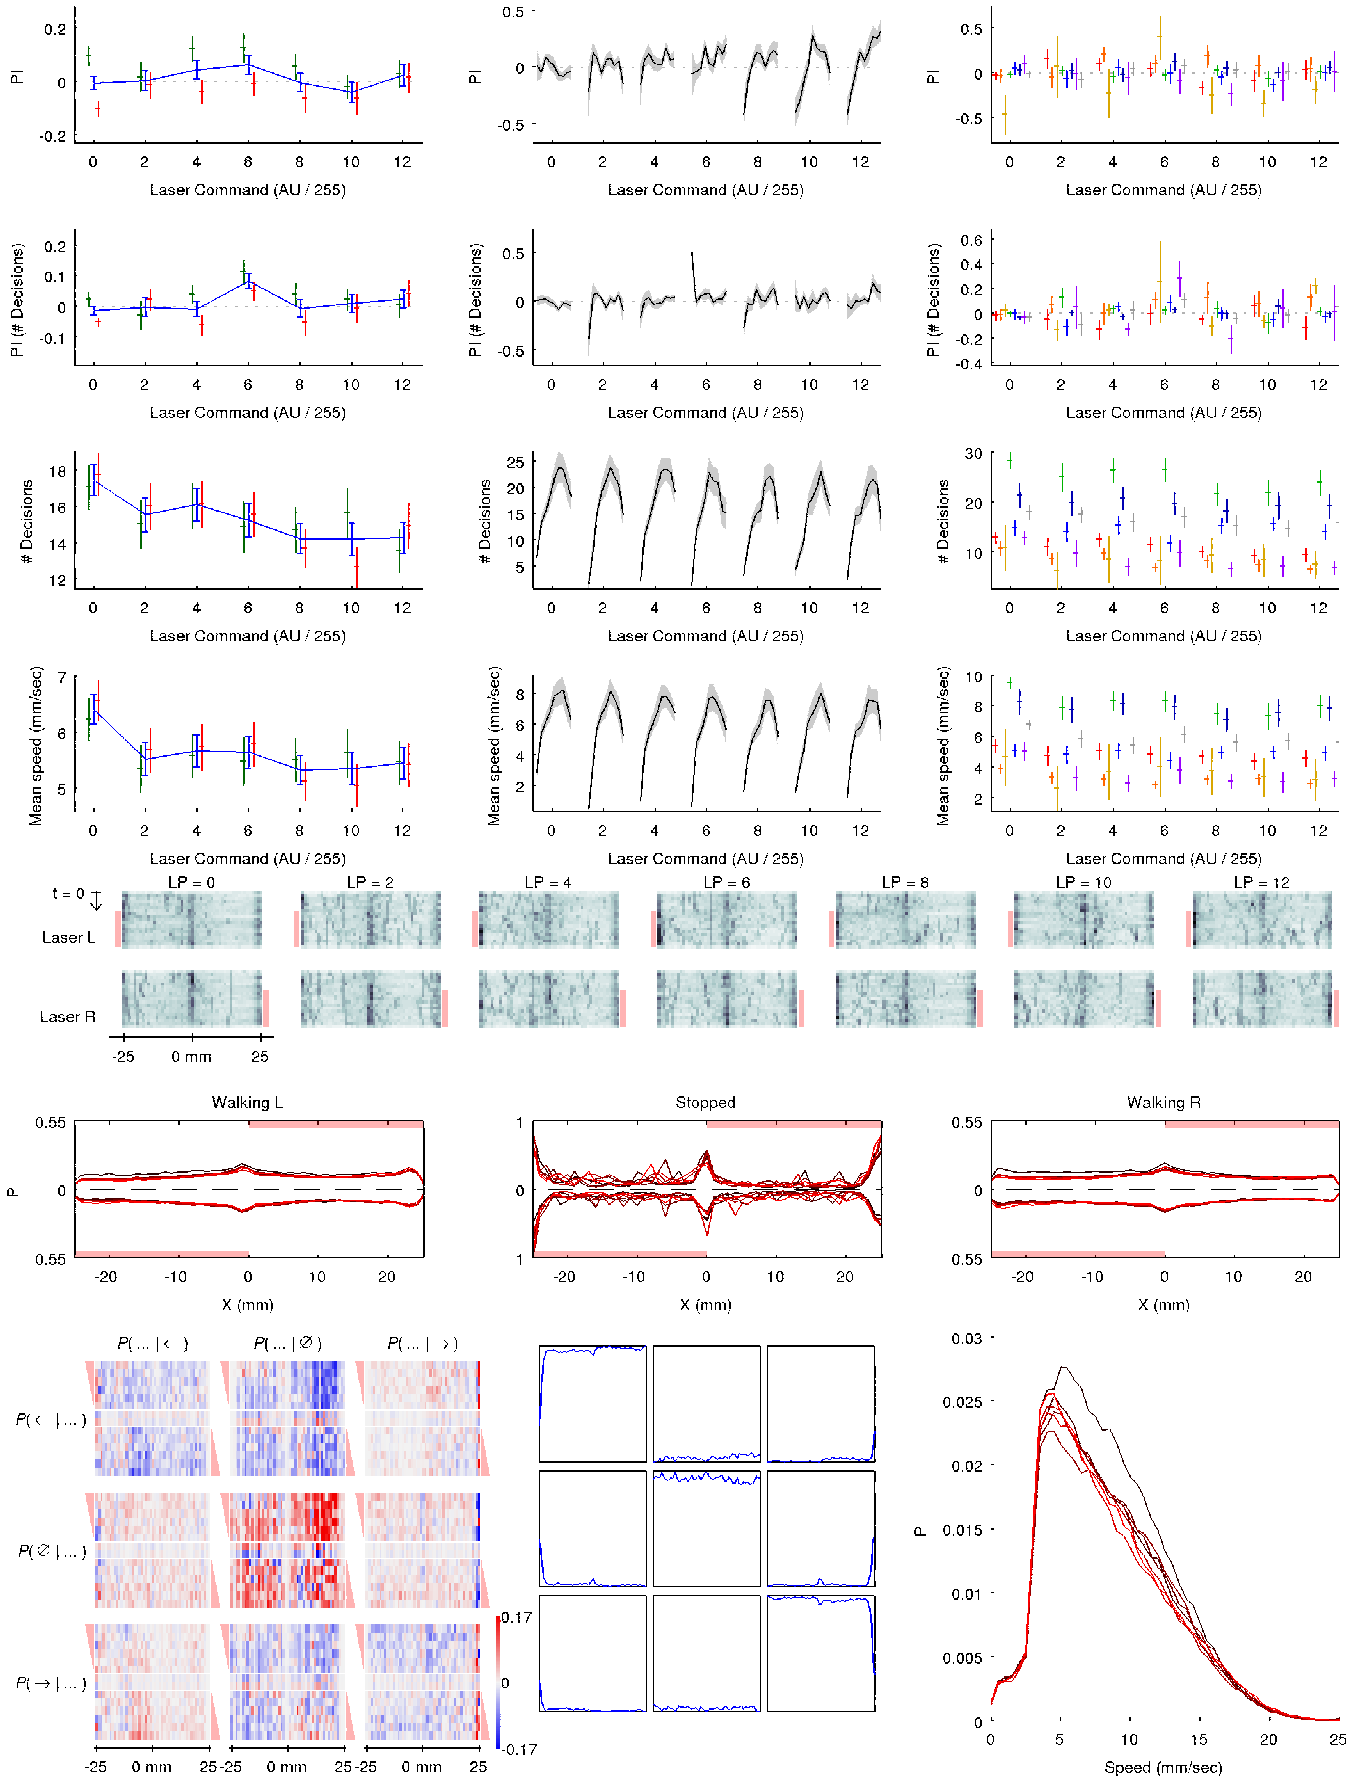 0.2 0 -0.2 PI 0 2 4 6 8 10 12 Laser Command (AU / 255)
0.5 0 -0.5 PI 0 2 4 6 8 10 12 Laser Command (AU / 255)
0.5 0 -0.5 PI 0 2 4 6 8 10 12 Laser Command (AU / 255)
0.2 0.1 0 -0.1 PI (# Decisions) 0 2 4 6 8 10 12 Laser Command (AU / 255)
0.5 0 -0.5 PI (# Decisions) 0 2 4 6 8 10 12 Laser Command (AU / 255)
0.6 0.4 0.2 0 -0.2 -0.4 PI (# Decisions) 0 2 4 6 8 10 12 Laser Command (AU / 255)
18 16 14 12 # Decisions 0 2 4 6 8 10 12 Laser Command (AU / 255)
25 20 15 10 5 # Decisions 0 2 4 6 8 10 12 Laser Command (AU / 255)
30 20 10 # Decisions 0 2 4 6 8 10 12 Laser Command (AU / 255)
7 6 5 Mean speed (mm/sec) 0 2 4 6 8 10 12 Laser Command (AU / 255)
8 6 4 2 Mean speed (mm/sec) 0 2 4 6 8 10 12 Laser Command (AU / 255)
10 8 6 4 2 Mean speed (mm/sec) 0 2 4 6 8 10 12 Laser Command (AU / 255)
LP = 0 LP = 2 LP = 4 LP = 6 LP = 8 LP = 10 LP = 12
t = 0
Laser L
Laser R
-25 0 mm 25
Walking L
0.55 0 0.55 P -20 -10 0 10 20 X (mm)
Stopped
1 0 1 -20 -10 0 10 20 X (mm)
Walking R
0.55 0 0.55 -20 -10 0 10 20 X (mm)
P( ... | ← ) P( ... | ∅ ) P( ... | → )
P( ← | ... )
P( ∅ | ... )
P( → | ... )
0.17 0 -0.17
-25 0 mm 25 -25 0 mm 25 -25 0 mm 25
0.03 0.025 0.02 0.015 0.01 0.005 0 P
0 5 10 15 20 25
Speed (mm/sec)